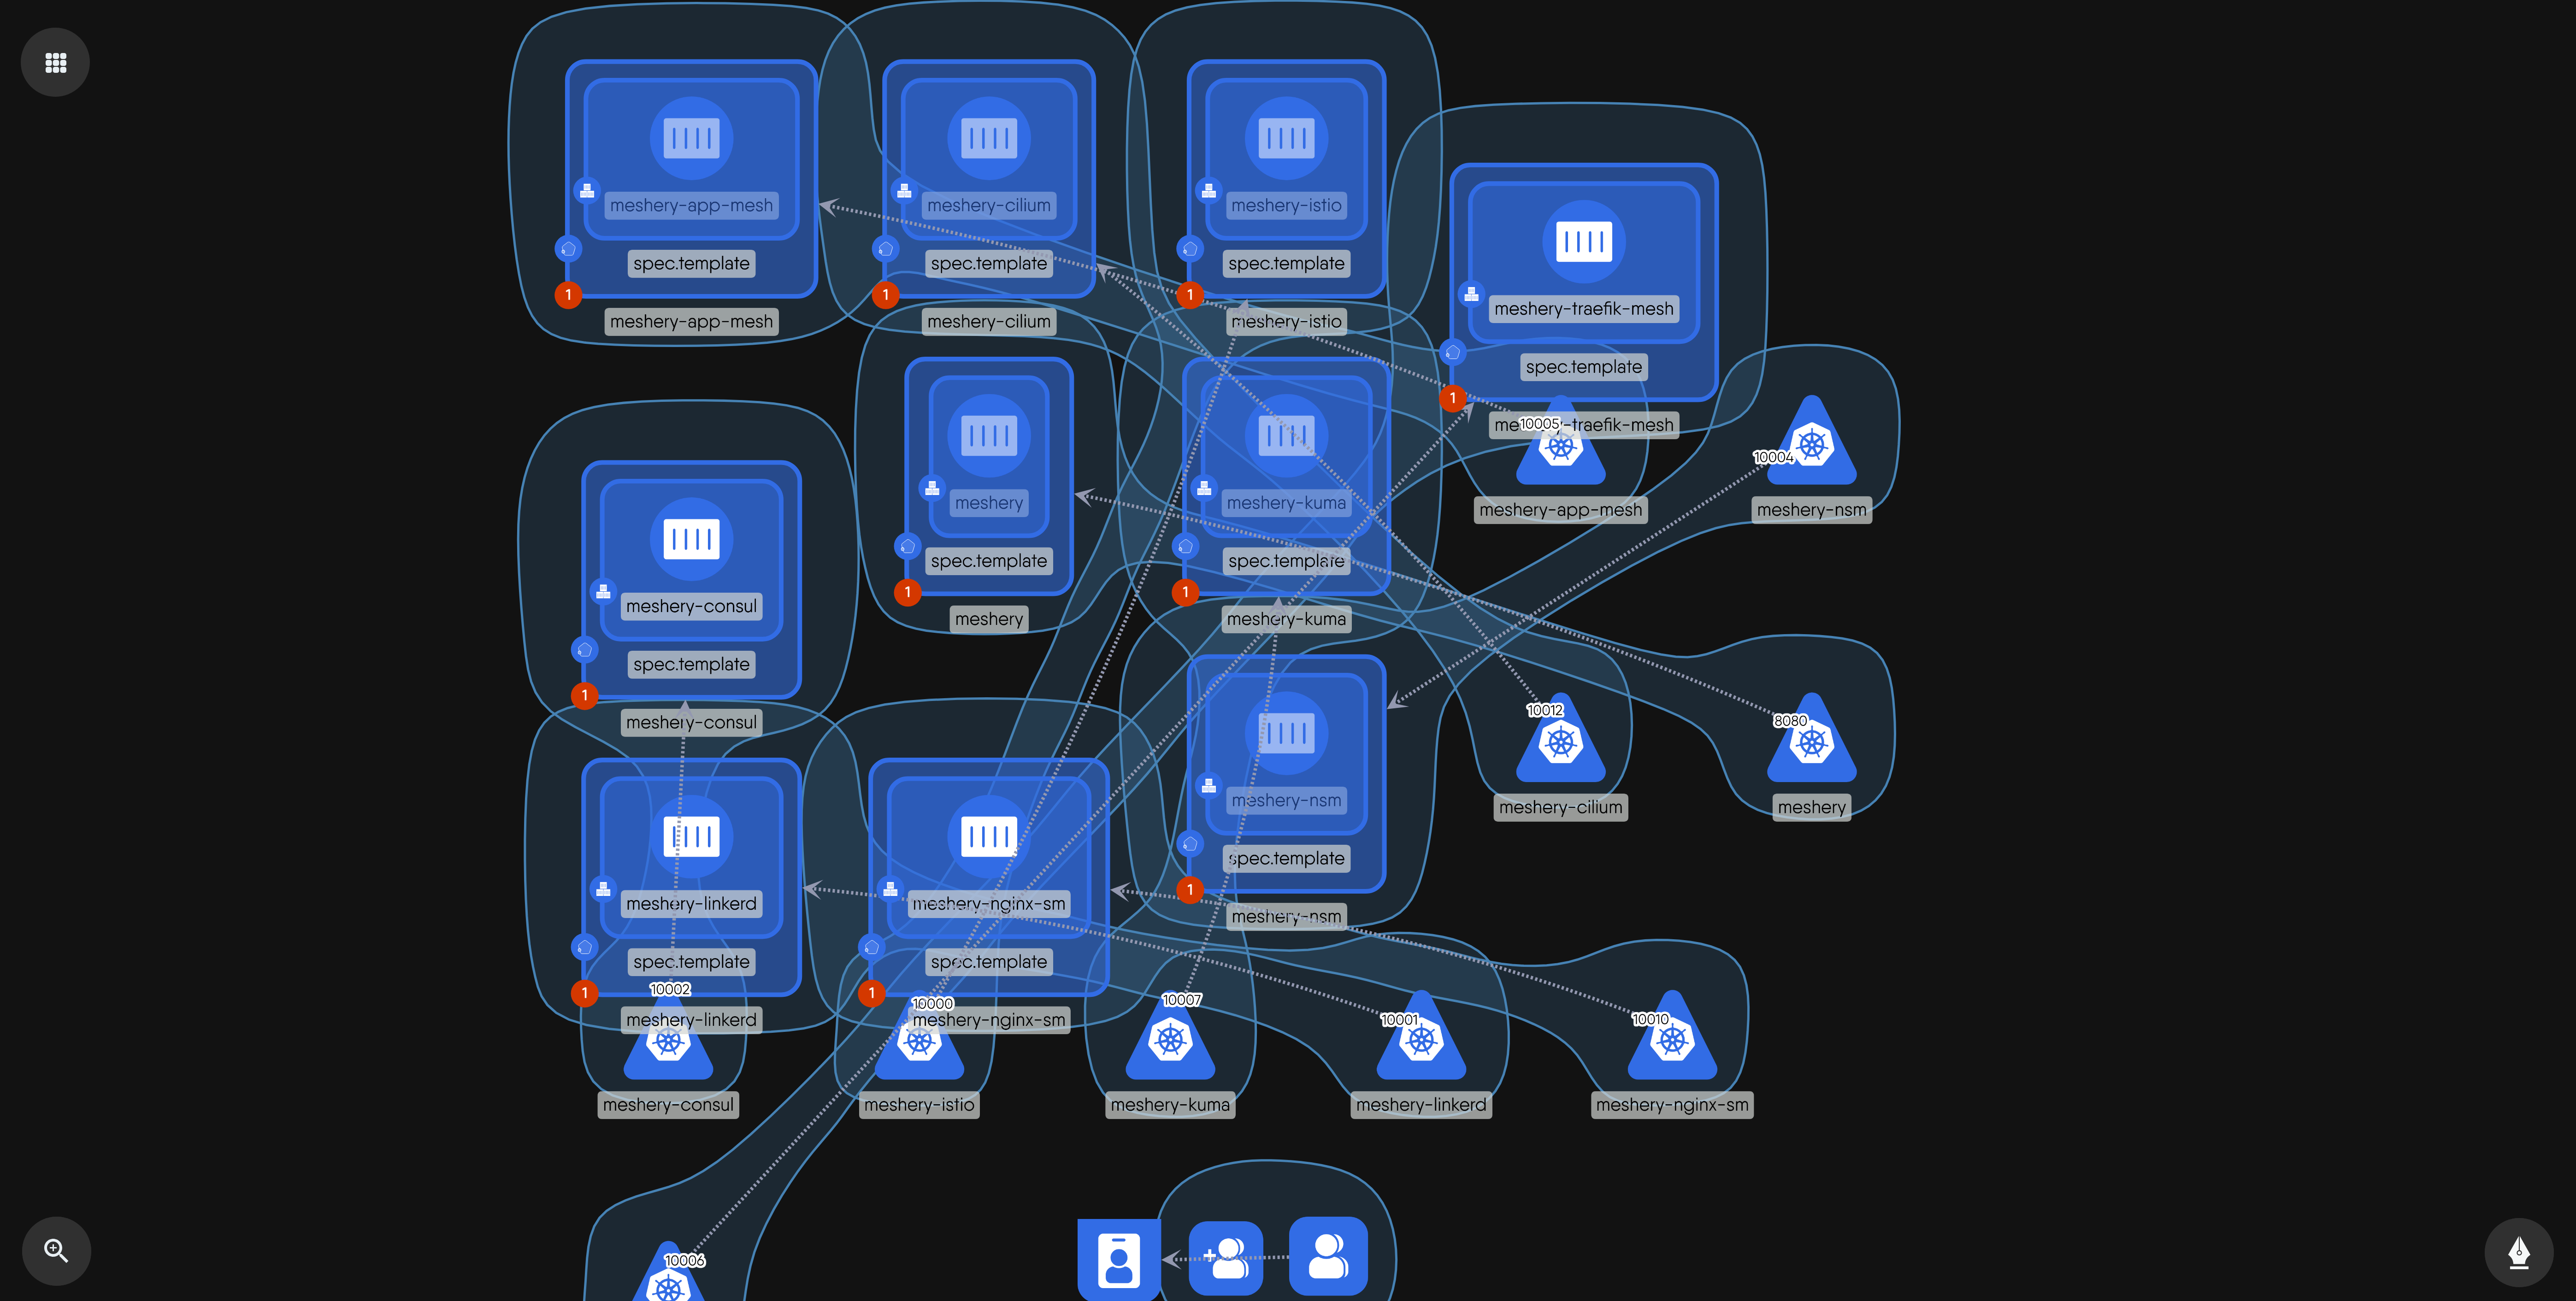 meshery-app-mesh
spec.template
1
meshery-app-mesh
meshery-cilium
spec.template
1
meshery-cilium
meshery-istio
spec.template
1
meshery-istio
meshery-traefik-mesh
spec.template
1
meshery-traefik-mesh
10005
meshery-app-mesh
10004
meshery-nsm
meshery-consul
spec.template
1
meshery-consul
meshery
spec.template
1
meshery
meshery-kuma
spec.template
1
meshery-kuma
meshery-nsm
spec.template
1
meshery-nsm
10012
meshery-cilium
8080
meshery
meshery-linkerd
spec.template
1
meshery-linkerd
meshery-nginx-sm
spec.template
1
meshery-nginx-sm
10002
meshery-consul
10000
meshery-istio
10007
meshery-kuma
10001
meshery-linkerd
10010
meshery-nginx-sm
10006